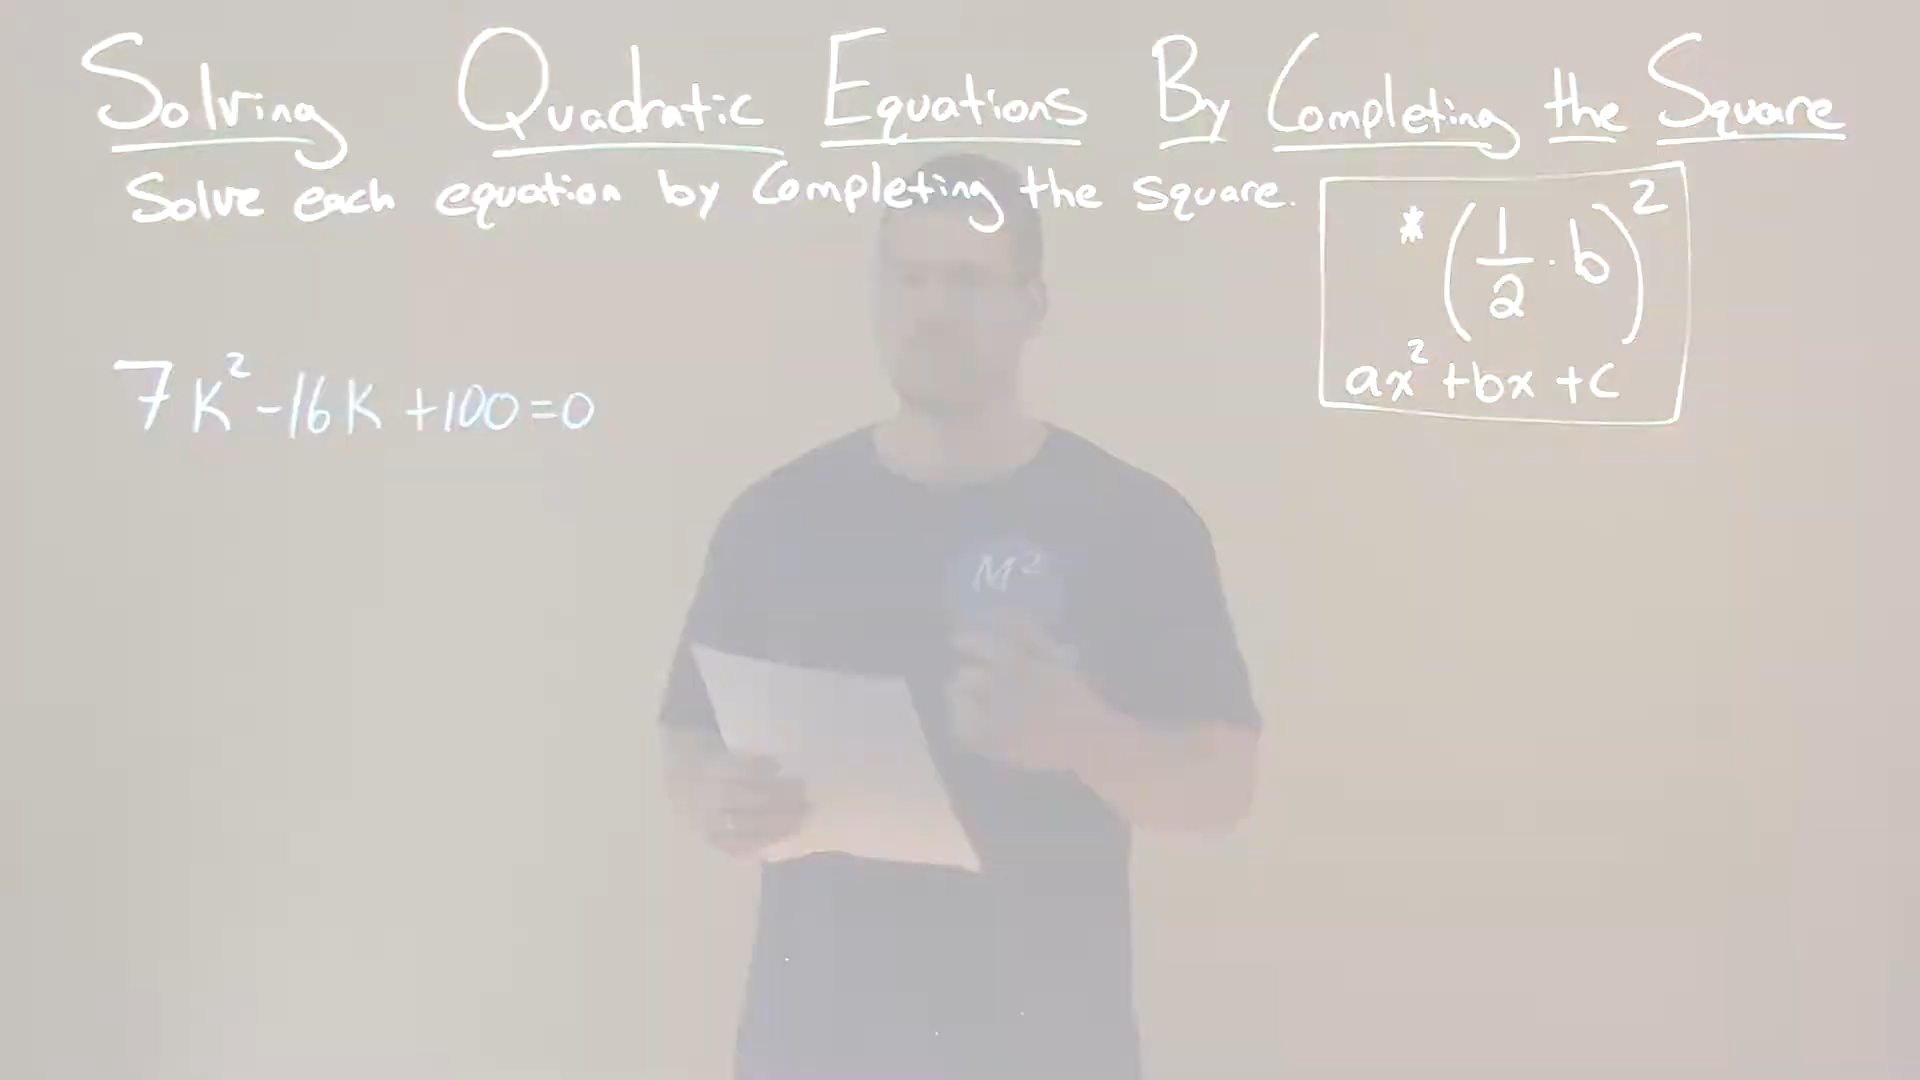 Solving Quadratic Equations By Completing the Square
Solve each equation by Completing the square.
* (1/2 · b)²
ax² + bx + c
7k² - 16k + 100 = 0
M²